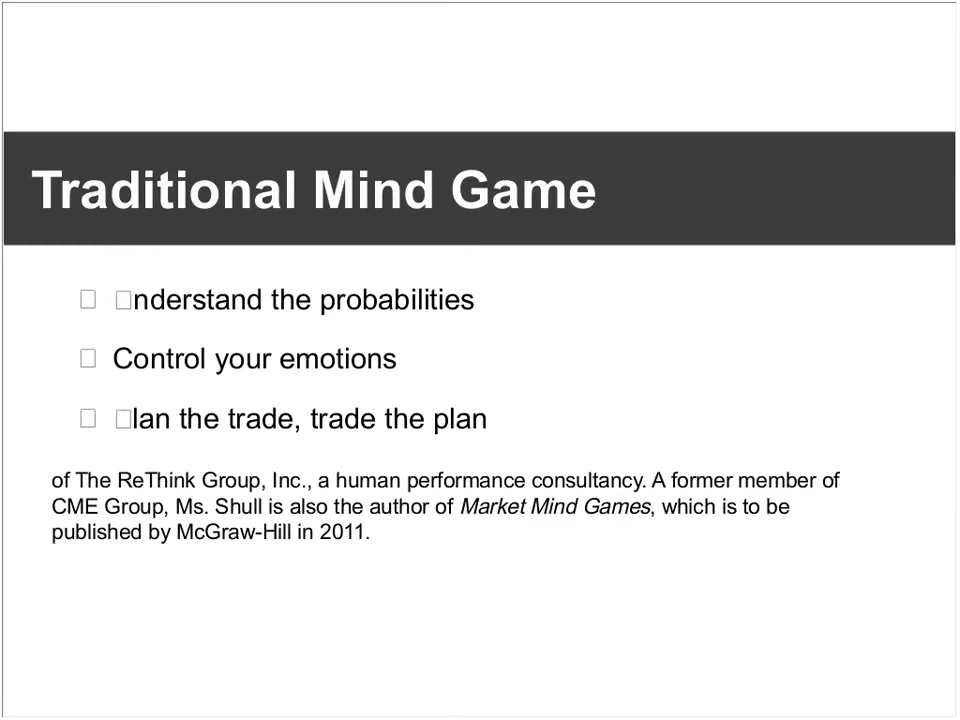 Traditional Mind Game
□ □nderstand the probabilities
□ Control your emotions
□ □lan the trade, trade the plan
of The ReThink Group, Inc., a human performance consultancy. A former member of
CME Group, Ms. Shull is also the author of Market Mind Games, which is to be
published by McGraw-Hill in 2011.